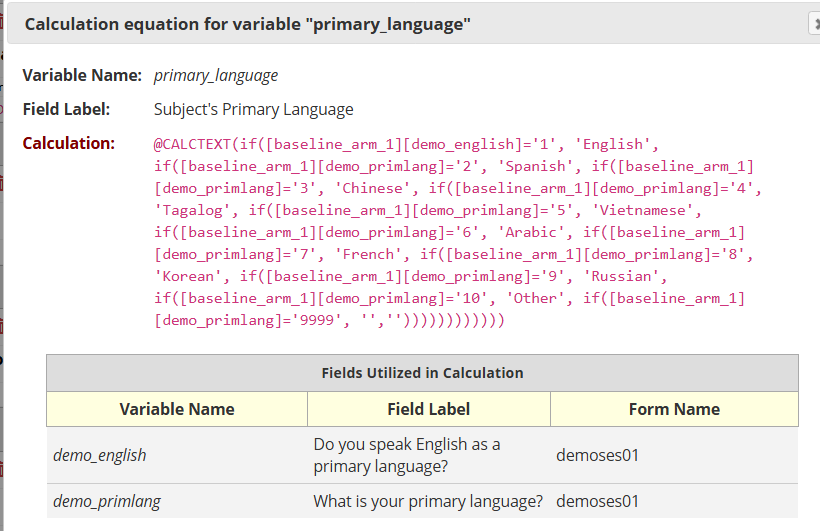 Calculation equation for variable "primary_language"
Variable Name: primary_language
Field Label: Subject's Primary Language
Calculation: @CALCTEXT(if([baseline_arm_1][demo_english]='1', 'English',
if([baseline_arm_1][demo_primlang]='2', 'Spanish', if([baseline_arm_1]
[demo_primlang]='3', 'Chinese', if([baseline_arm_1][demo_primlang]='4',
'Tagalog', if([baseline_arm_1][demo_primlang]='5', 'Vietnamese',
if([baseline_arm_1][demo_primlang]='6', 'Arabic', if([baseline_arm_1]
[demo_primlang]='7', 'French', if([baseline_arm_1][demo_primlang]='8',
'Korean', if([baseline_arm_1][demo_primlang]='9', 'Russian',
if([baseline_arm_1][demo_primlang]='10', 'Other', if([baseline_arm_1]
[demo_primlang]='9999', '',''))))))))))))
Fields Utilized in Calculation
Variable Name Field Label Form Name
demo_english Do you speak English as a primary language? demoses01
demo_primlang What is your primary language? demoses01